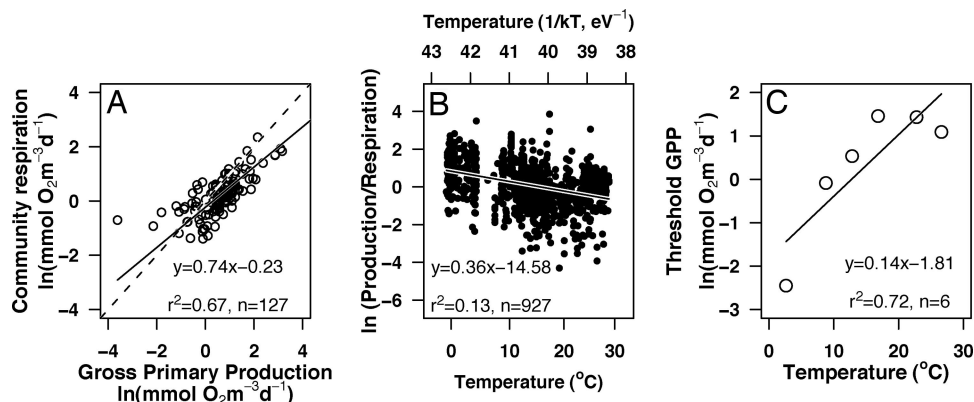 A
Community respiration
ln(mmol O₂m⁻³d⁻¹)
4
2
0
−2
−4
y=0.74x−0.23
r²=0.67, n=127
−4 −2 0 2 4
Gross Primary Production
ln(mmol O₂m⁻³d⁻¹)
Temperature (1/kT, eV⁻¹)
43 42 41 40 39 38
B
ln (Production/Respiration)
4
2
0
−2
−4
−6
y=0.36x−14.58
r²=0.13, n=927
0 10 20 30
Temperature (°C)
C
Threshold GPP
ln(mmol O₂m⁻³d⁻¹)
2
1
0
−1
−2
−3
y=0.14x−1.81
r²=0.72, n=6
0 10 20 30
Temperature (°C)